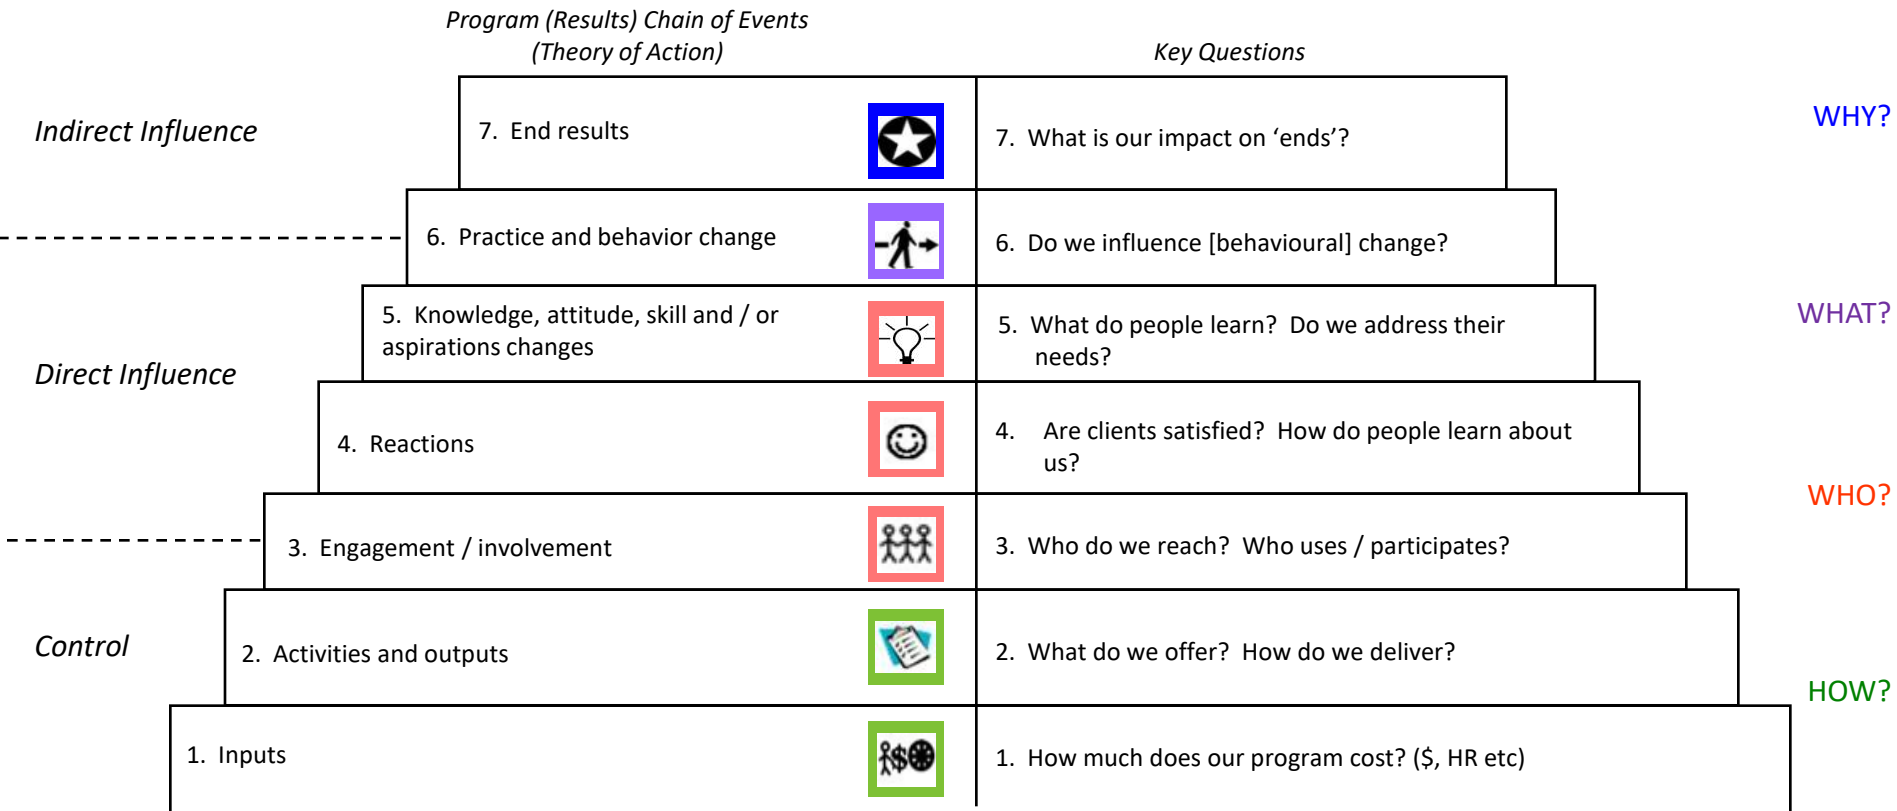 Program (Results) Chain of Events
(Theory of Action)
Key Questions
Indirect Influence
7. End results
7. What is our impact on ‘ends’?
WHY?
6. Practice and behavior change
6. Do we influence [behavioural] change?
5. Knowledge, attitude, skill and / or
aspirations changes
5. What do people learn? Do we address their
needs?
WHAT?
Direct Influence
4. Reactions
4. Are clients satisfied? How do people learn about
us?
WHO?
3. Engagement / involvement
3. Who do we reach? Who uses / participates?
Control
2. Activities and outputs
2. What do we offer? How do we deliver?
HOW?
1. Inputs
$
1. How much does our program cost? ($, HR etc)